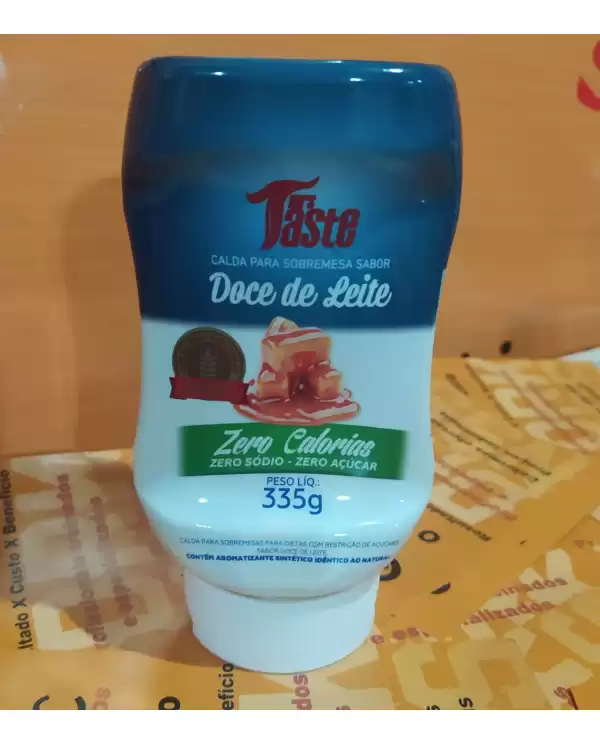 Taste
CALDA PARA SOBREMESA SABOR
Doce de Leite
Zero Calorias
ZERO SÓDIO - ZERO AÇÚCAR
PESO LÍQ.:
335g
CALDA PARA SOBREMESAS PARA DIETAS COM RESTRIÇÃO DE AÇÚCARES
SABOR DOCE DE LEITE
CONTÉM AROMATIZANTE SINTÉTICO IDÊNTICO AO NATURAL
ltado X Custo X Benefício